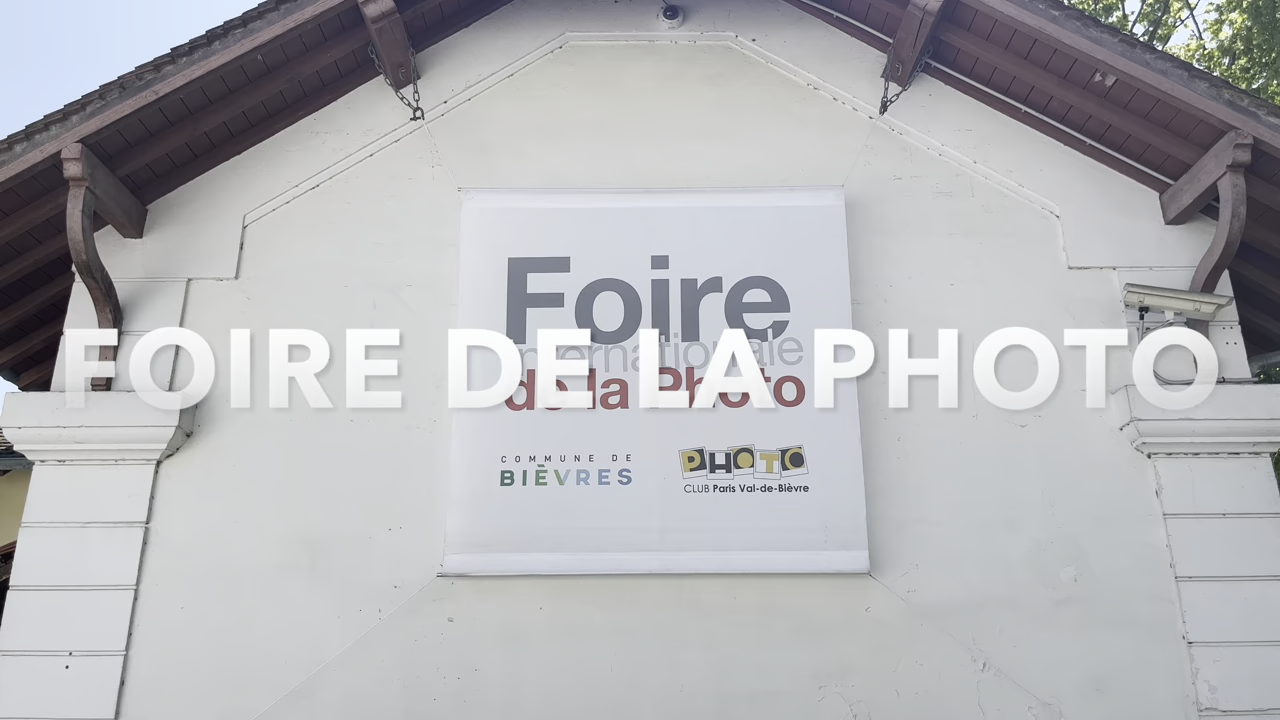 Foire
internationale
FOIRE DE LA PHOTO
de la Photo
COMMUNE DE
BIÈVRES
PHOTO
CLUB Paris Val-de-Bièvre